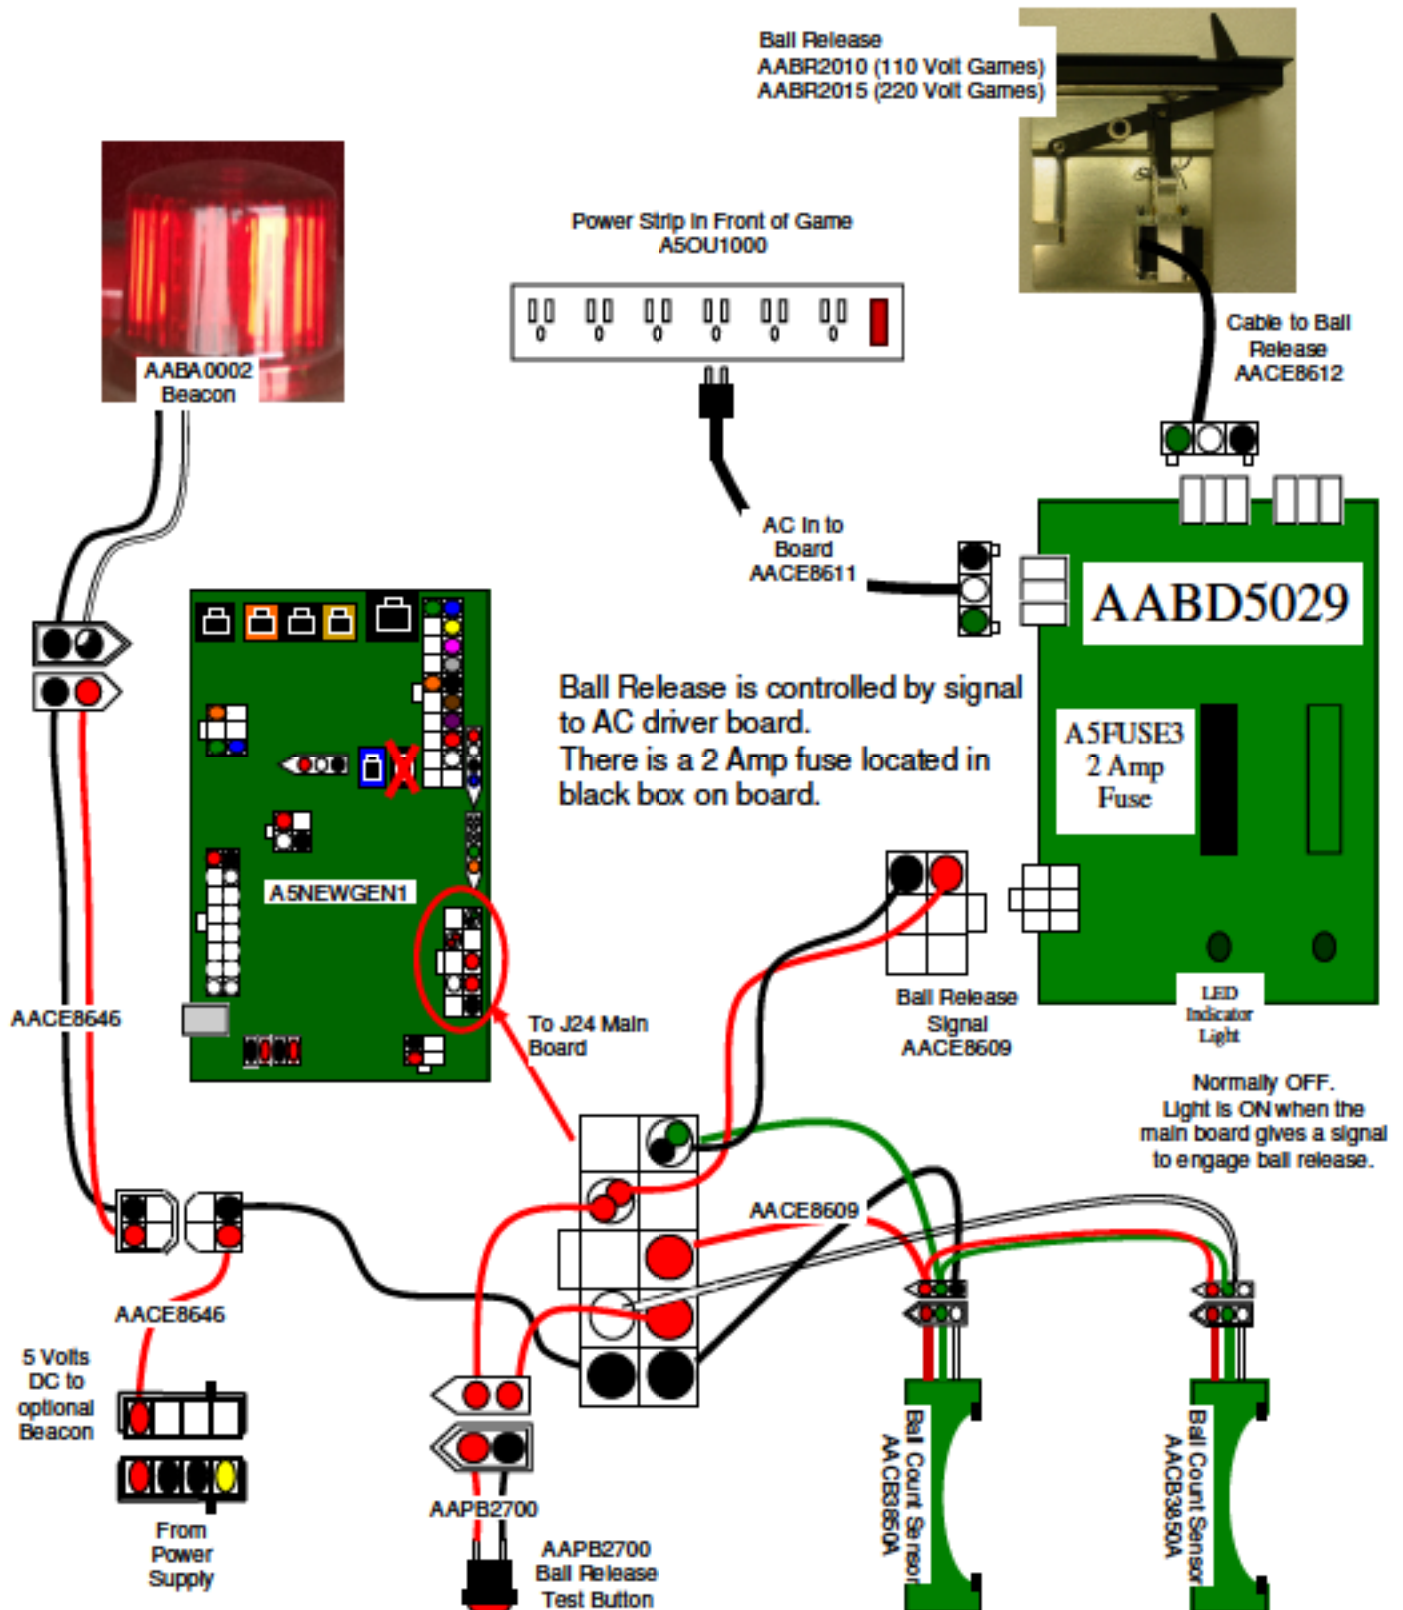 Ball Release
AABR2010 (110 Volt Games)
AABR2015 (220 Volt Games)
Power Strip in Front of Game
A5OU1000
AABA0002
Beacon
Cable to Ball
Release
AACE8612
AC In to
Board
AACE8611
AABD5029
Ball Release is controlled by signal
to AC driver board.
There is a 2 Amp fuse located in
black box on board.
A5FUSE3
2 Amp
Fuse
A5NEWGEN1
AACE8646
To J24 Main
Board
Ball Release
Signal
AACE8609
LED
Indicator
Light
Normally OFF.
Light is ON when the
main board gives a signal
to engage ball release.
AACE8609
AACE8646
5 Volts
DC to
optional
Beacon
From
Power
Supply
AAPB2700
AAPB2700
Ball Release
Test Button
Ball Count Sensor
AACB3850A
Ball Count Sensor
AACB3850A